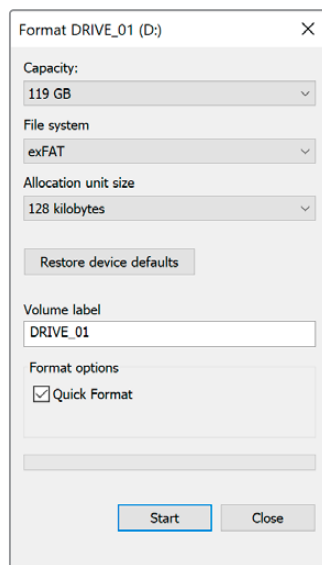 Format DRIVE_01 (D:)
Capacity:
119 GB
File system
exFAT
Allocation unit size
128 kilobytes
Restore device defaults
Volume label
DRIVE_01
Format options
Quick Format
Start Close